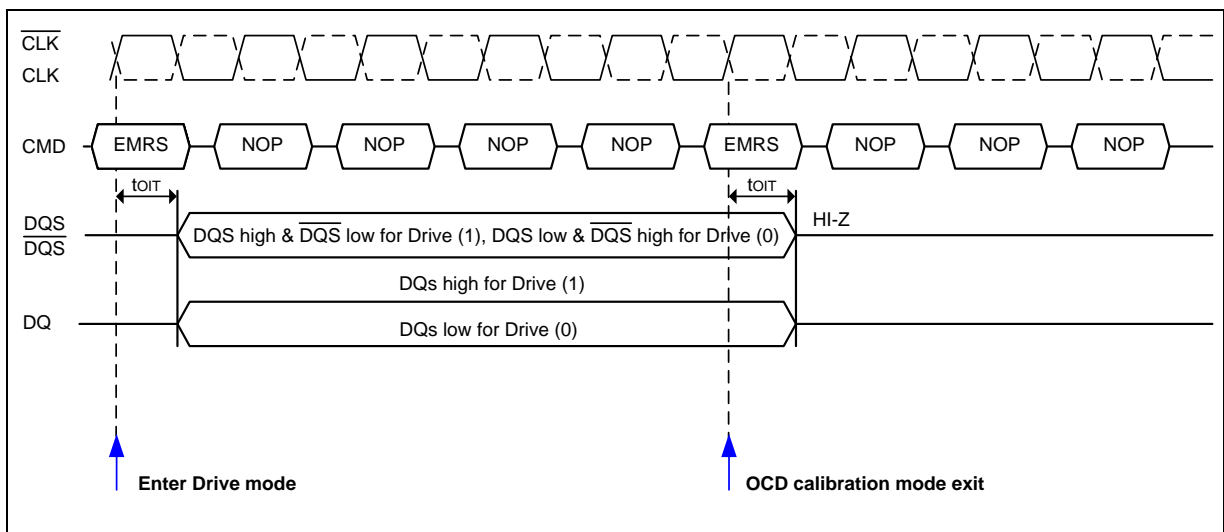 CLK
CLK
CMD EMRS NOP NOP NOP NOP EMRS NOP NOP NOP
tOIT tOIT
DQS
DQS
DQS high & DQS low for Drive (1), DQS low & DQS high for Drive (0)
HI-Z
DQs high for Drive (1)
DQ
DQs low for Drive (0)
Enter Drive mode
OCD calibration mode exit